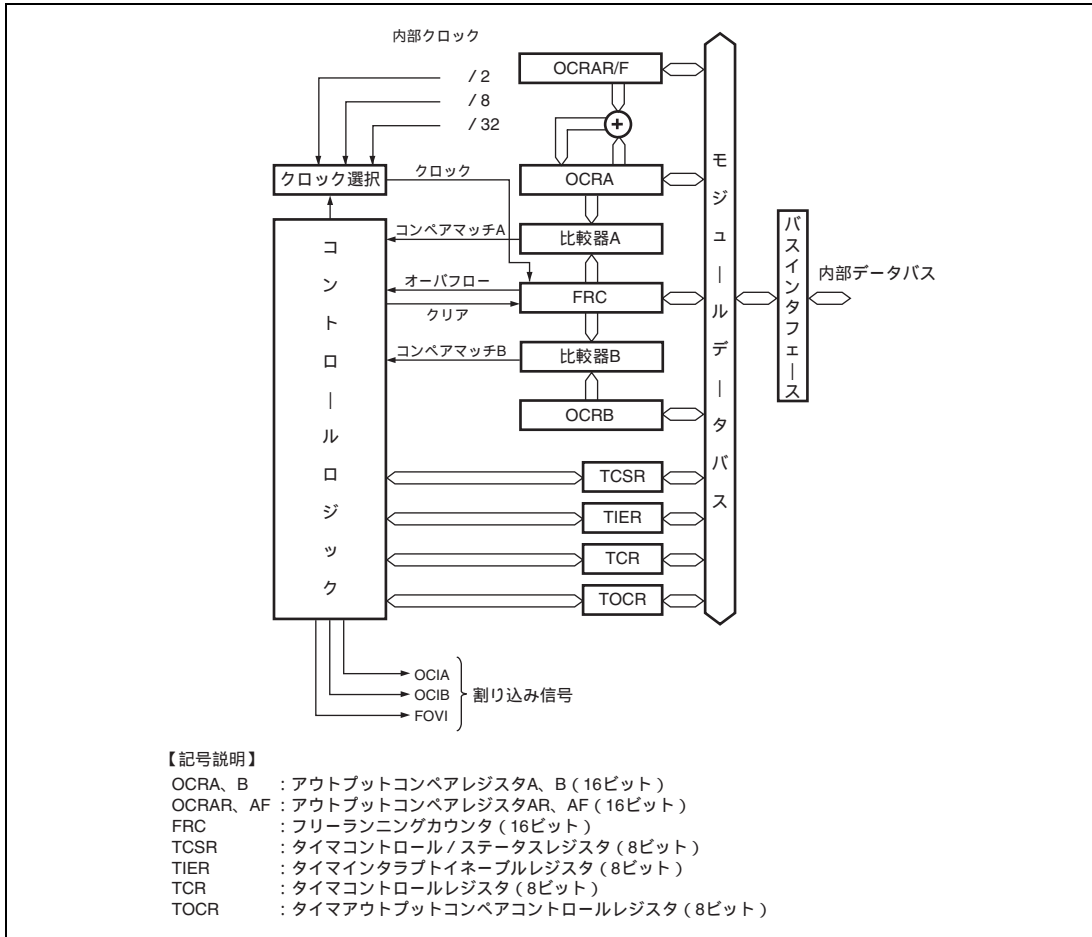 内部クロック
/ 2
/ 8
/ 32
OCRAR/F
+
クロック選択
クロック
OCRA
コンペアマッチA
比較器A
オーバフロー
FRC
クリア
コンペアマッチB
比較器B
OCRB
コントロールロジック
モジュールデータバス
バスインタフェース
内部データバス
TCSR
TIER
TCR
TOCR
OCIA
OCIB
FOVI
割り込み信号
【記号説明】
OCRA、B : アウトプットコンペアレジスタA、B ( 16ビット )
OCRAR、AF : アウトプットコンペアレジスタAR、AF ( 16ビット )
FRC : フリーランニングカウンタ ( 16ビット )
TCSR : タイマコントロール / ステータスレジスタ ( 8ビット )
TIER : タイマインタラプトイネーブルレジスタ ( 8ビット )
TCR : タイマコントロールレジスタ ( 8ビット )
TOCR : タイマアウトプットコンペアコントロールレジスタ ( 8ビット )